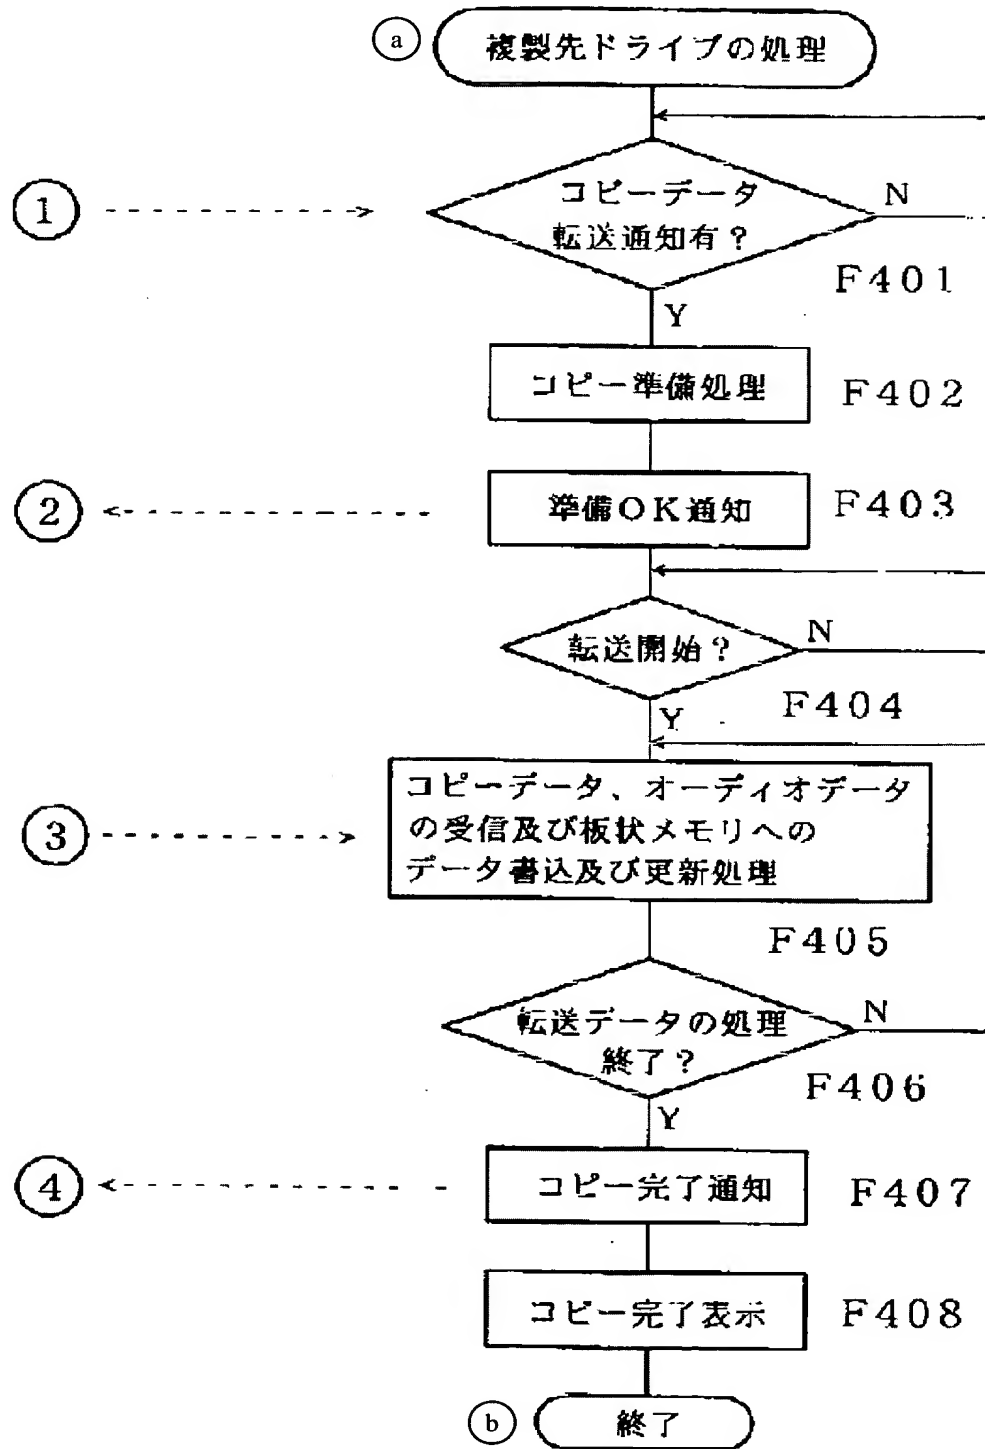 a 複製先ドライブの処理
1
コピーデータ
転送通知有？
N
F401
Y
コピー準備処理
F402
2
準備OK通知
F403
転送開始？
N
F404
Y
3
コピーデータ、オーディオデータ
の受信及び板状メモリへの
データ書込及び更新処理
F405
転送データの処理
終了？
N
F406
Y
4
コピー完了通知
F407
コピー完了表示
F408
b 終了